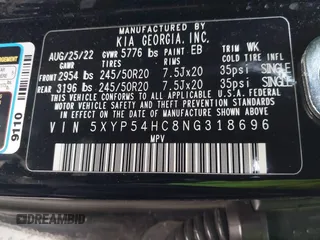 MANUFACTURED BY
KIA GEORGIA, INC.
AUG/25/22 GVWR 5776 lbs PAINT EB TRIM WK
GAWR TIRES RIMS COLD TIRE PRESSURE
FRONT 2954 lbs 245/50R20 7.5Jx20 35psi SINGLE
REAR 3196 lbs 245/50R20 7.5Jx20 35psi SINGLE
THIS VEHICLE CONFORMS TO ALL APPLICABLE U.S. FEDERAL
MOTOR VEHICLE SAFETY, BUMPER, AND THEFT PREVENTION
STANDARDS IN EFFECT ON THE DATE OF MANUFACTURE SHOWN ABOVE.
VIN 5XYP54HC8NG318696
MPV
9110
DREAMBID